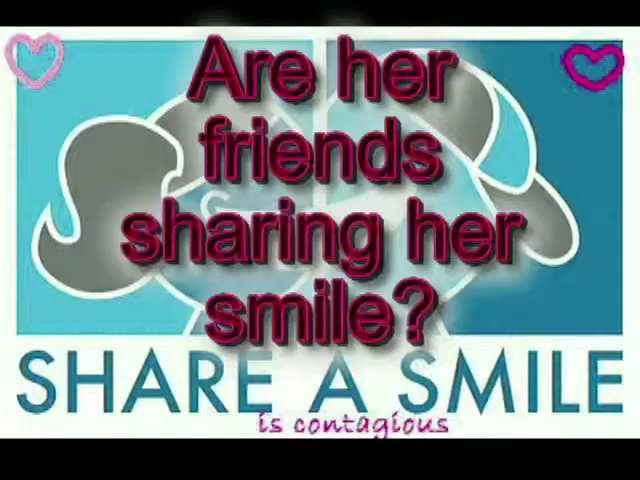 Are her
friends
sharing her
smile?
SHARE A SMILE
is contagious